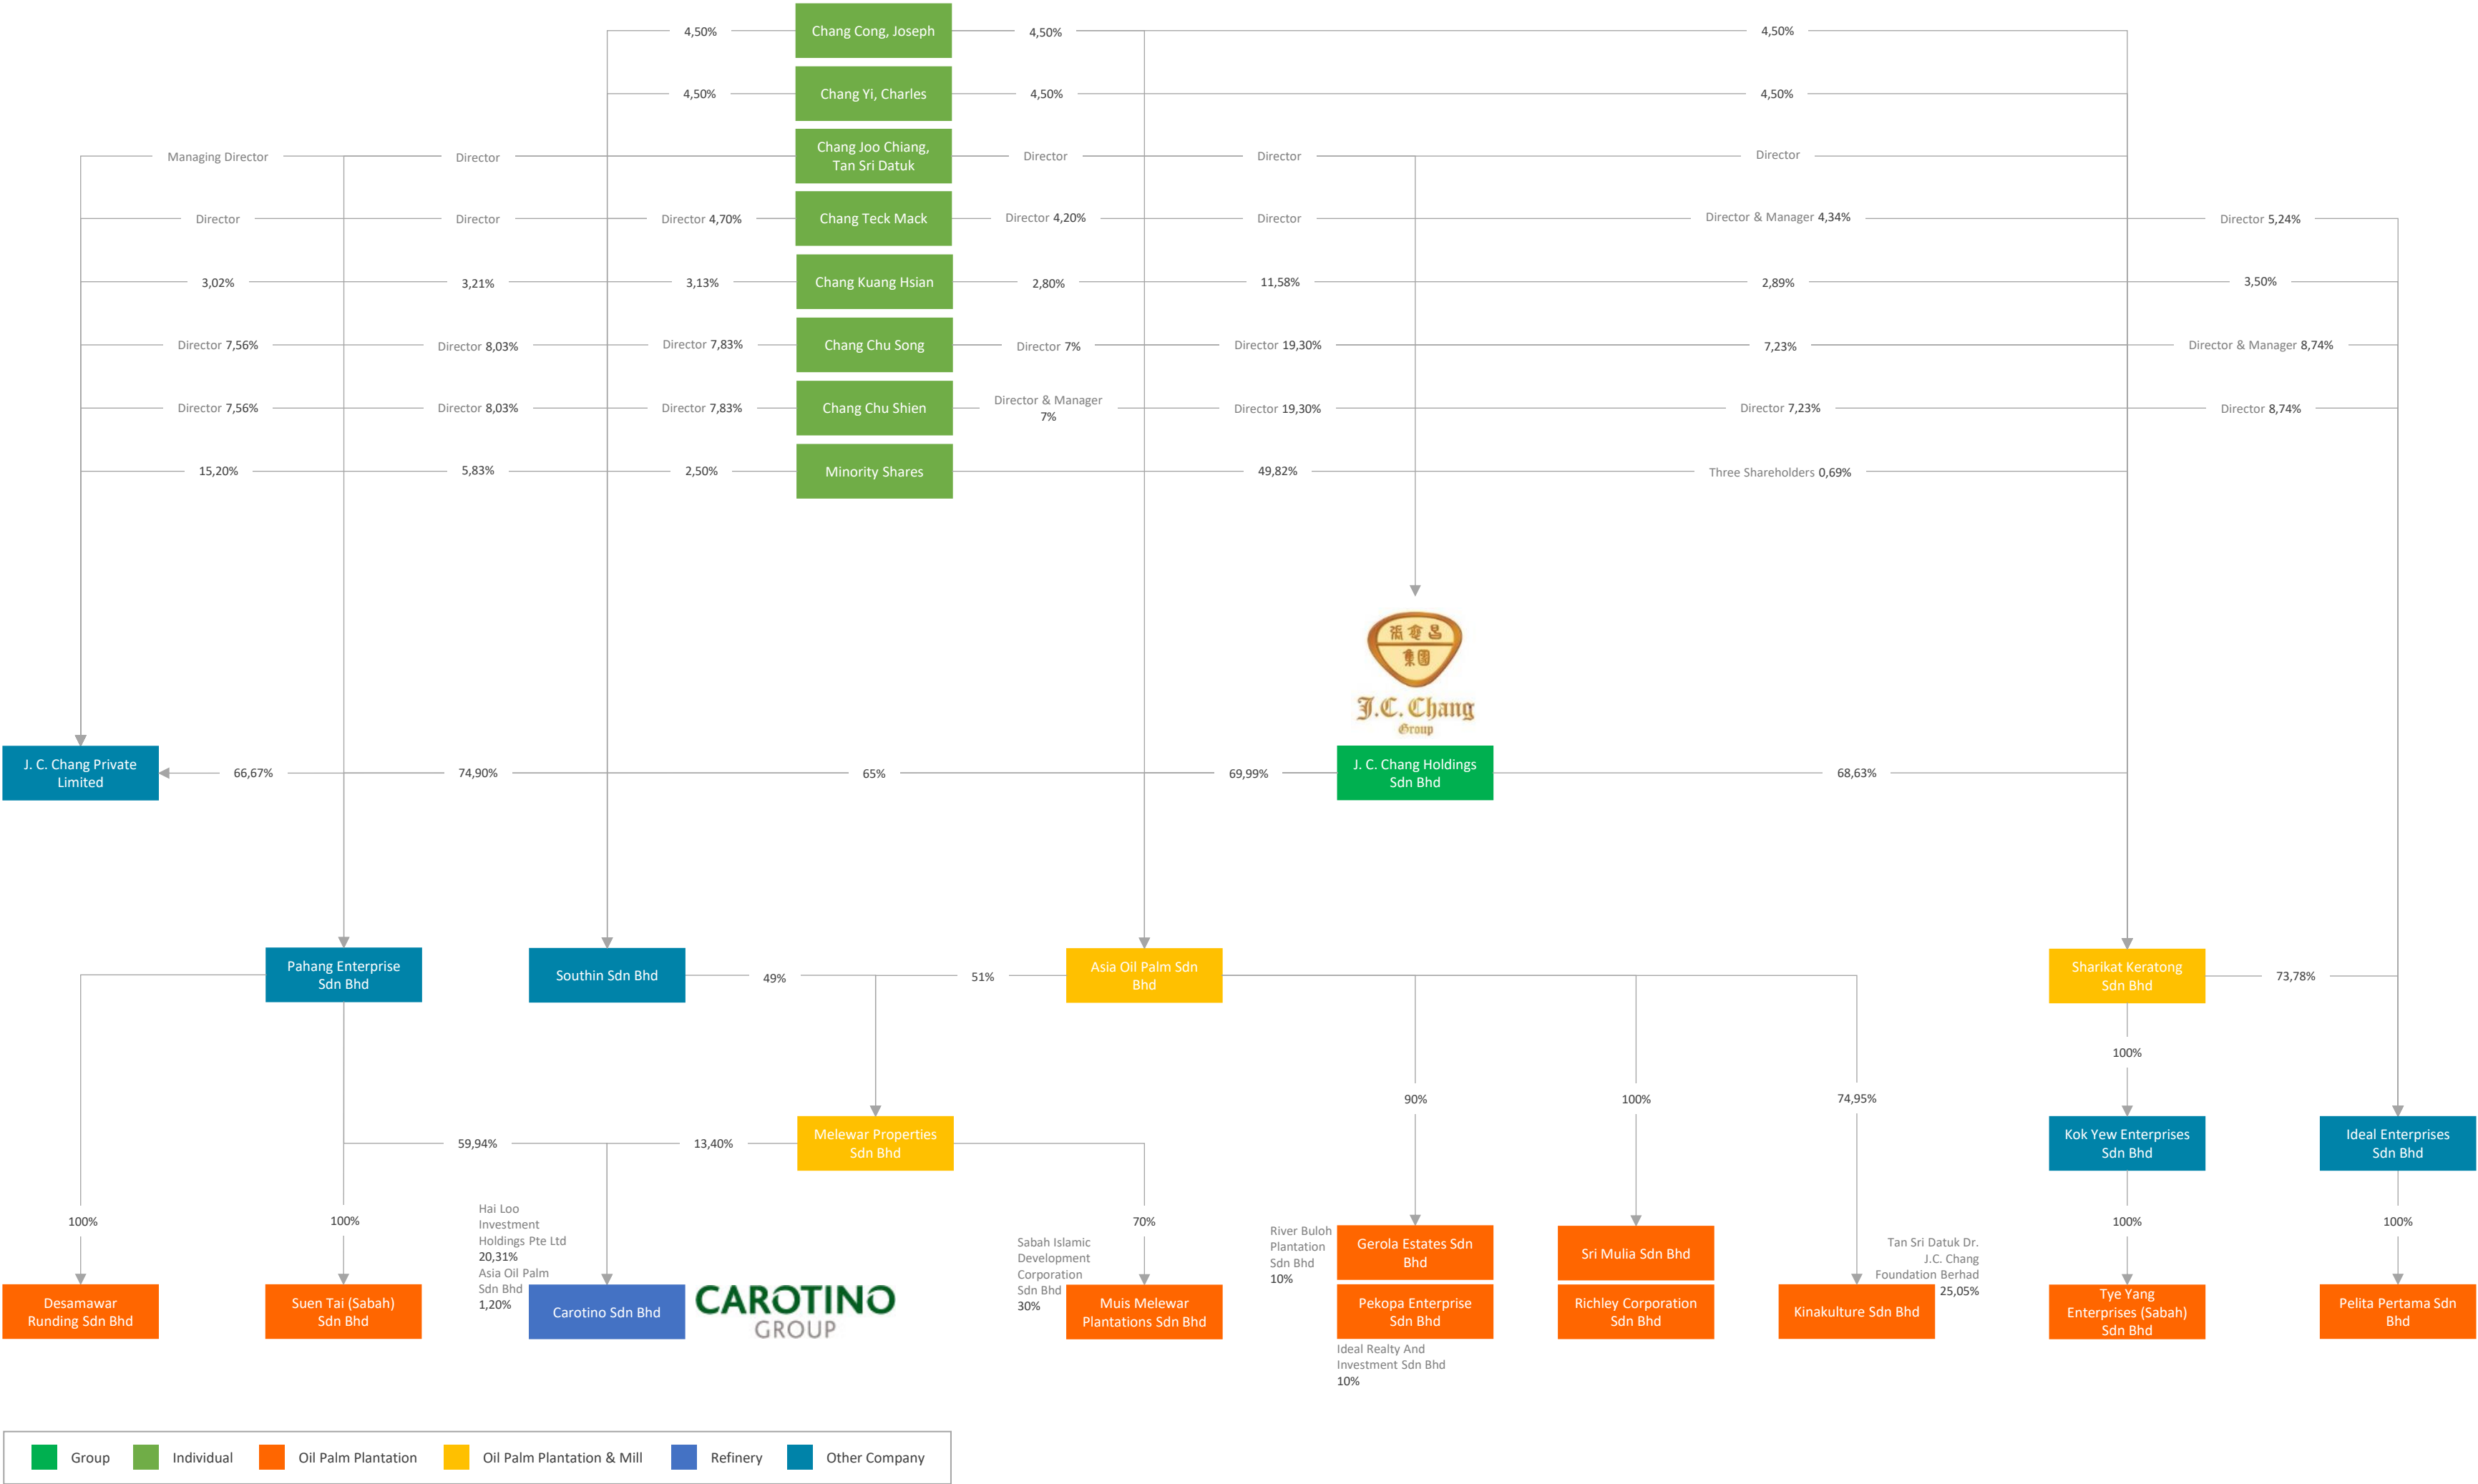 4,50%
Chang Cong, Joseph
4,50%
4,50%
4,50%
Chang Yi, Charles
4,50%
4,50%
Managing Director
Director
Chang Joo Chiang,
Tan Sri Datuk
Director
Director
Director
Director
Director
Director 4,70%
Chang Teck Mack
Director 4,20%
Director
Director & Manager 4,34%
Director 5,24%
3,02%
3,21%
3,13%
Chang Kuang Hsian
2,80%
11,58%
2,89%
3,50%
Director 7,56%
Director 8,03%
Director 7,83%
Chang Chu Song
Director 7%
Director 19,30%
7,23%
Director & Manager 8,74%
Director 7,56%
Director 8,03%
Director 7,83%
Chang Chu Shien
Director & Manager
7%
Director 19,30%
Director 7,23%
Director 8,74%
15,20%
5,83%
2,50%
Minority Shares
49,82%
Three Shareholders 0,69%
集團
J.C. Chang
Group
J. C. Chang Private
Limited
66,67%
74,90%
65%
69,99%
J. C. Chang Holdings
Sdn Bhd
68,63%
Pahang Enterprise
Sdn Bhd
Southin Sdn Bhd
49%
51%
Asia Oil Palm Sdn
Bhd
Sharikat Keratong
Sdn Bhd
73,78%
100%
90%
100%
74,95%
59,94%
13,40%
Melewar Properties
Sdn Bhd
Kok Yew Enterprises
Sdn Bhd
Ideal Enterprises
Sdn Bhd
100%
100%
Hai Loo
Investment
Holdings Pte Ltd
20,31%
Asia Oil Palm
Sdn Bhd
1,20%
70%
Sabah Islamic
Development
Corporation
Sdn Bhd
30%
River Buloh
Plantation
Sdn Bhd
10%
Gerola Estates Sdn
Bhd
Sri Mulia Sdn Bhd
Tan Sri Datuk Dr.
J.C. Chang
Foundation Berhad
25,05%
100%
100%
Desamawar
Runding Sdn Bhd
Suen Tai (Sabah)
Sdn Bhd
Carotino Sdn Bhd
CAROTINO
GROUP
Muis Melewar
Plantations Sdn Bhd
Pekopa Enterprise
Sdn Bhd
Ideal Realty And
Investment Sdn Bhd
10%
Richley Corporation
Sdn Bhd
Kinakulture Sdn Bhd
Tye Yang
Enterprises (Sabah)
Sdn Bhd
Pelita Pertama Sdn
Bhd
Group
Individual
Oil Palm Plantation
Oil Palm Plantation & Mill
Refinery
Other Company